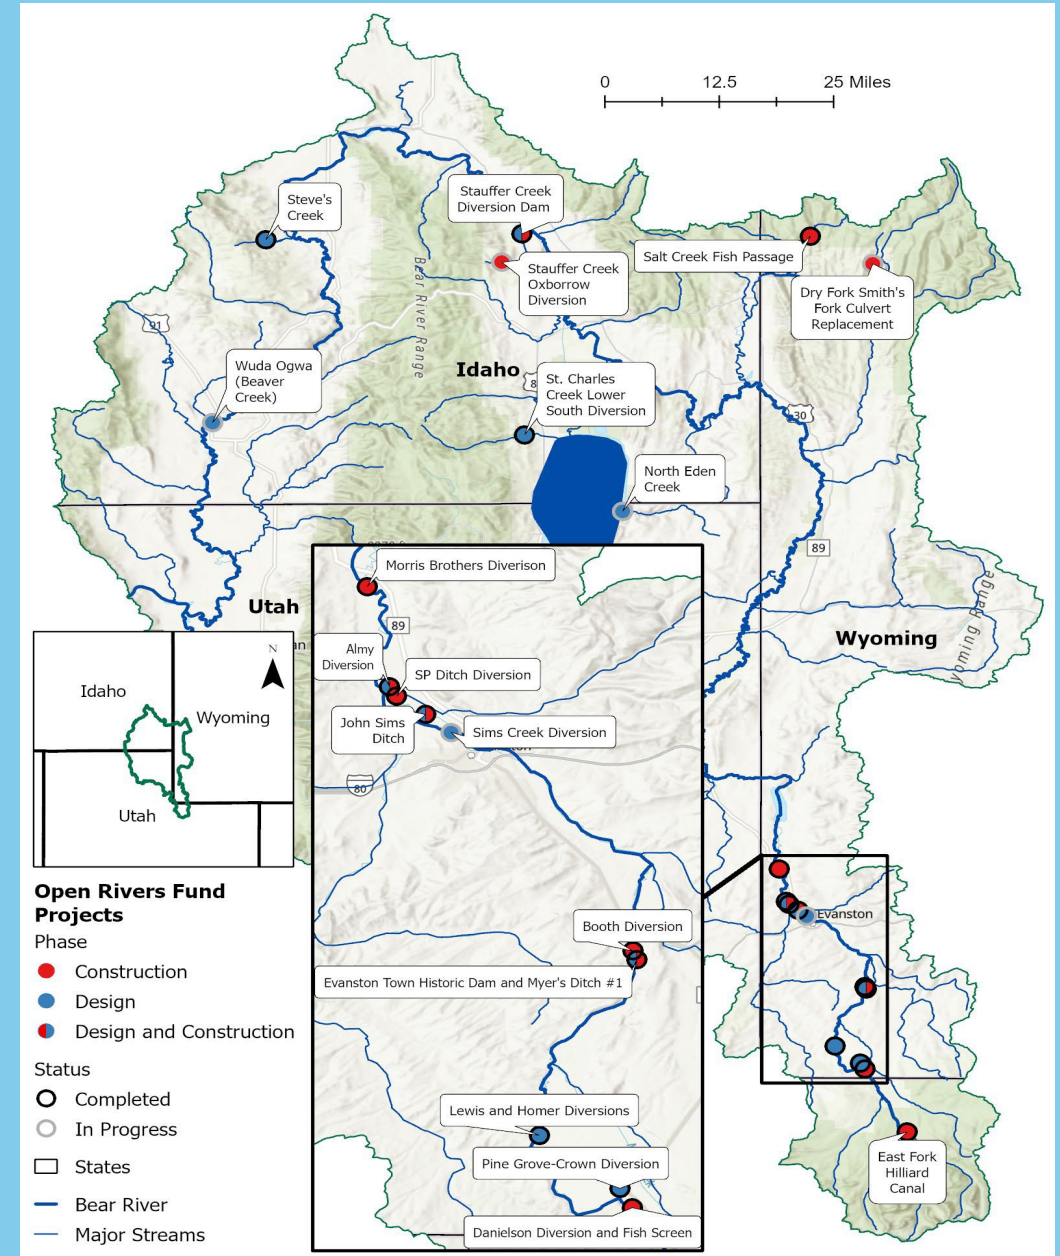 0 12.5 25 Miles
Steve's
Creek
Stauffer Creek
Diversion Dam
Salt Creek Fish Passage
Stauffer Creek
Oxborrow
Diversion
Dry Fork Smith's
Fork Culvert
Replacement
Bear River Range
91
Wuda Ogwa
(Beaver
Creek)
Idaho
St. Charles
Creek Lower
South Diversion
30
North Eden
Creek
89
Morris Brothers Diverison
Utah
89
Wyoming
yoming Range
Almy
Diversion
SP Ditch Diversion
John Sims
Ditch
Sims Creek Diversion
80
N
Idaho
Wyoming
Utah
Evanston
Booth Diversion
Evanston Town Historic Dam and Myer's Ditch #1
Lewis and Homer Diversions
Pine Grove-Crown Diversion
Danielson Diversion and Fish Screen
East Fork
Hilliard
Canal
Open Rivers Fund
Projects
Phase
Construction
Design
Design and Construction
Status
Completed
In Progress
States
Bear River
Major Streams